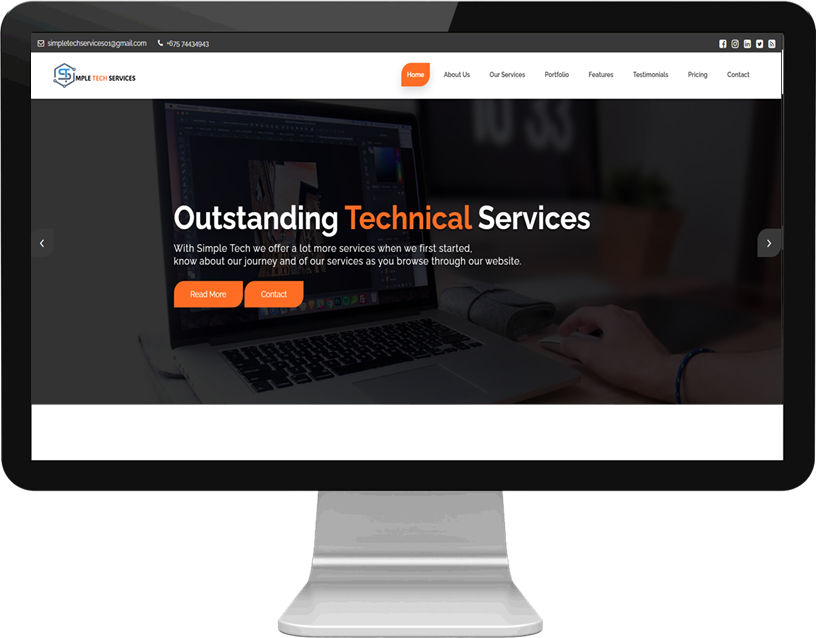 simpletechservices01@gmail.com +675 74434943
SIMPLE TECH SERVICES
Home About Us Our Services Portfolio Features Testimonials Pricing Contact
10 33
Outstanding Technical Services
With Simple Tech we offer a lot more services when we first started,
know about our journey and of our services as you browse through our website.
Read More Contact